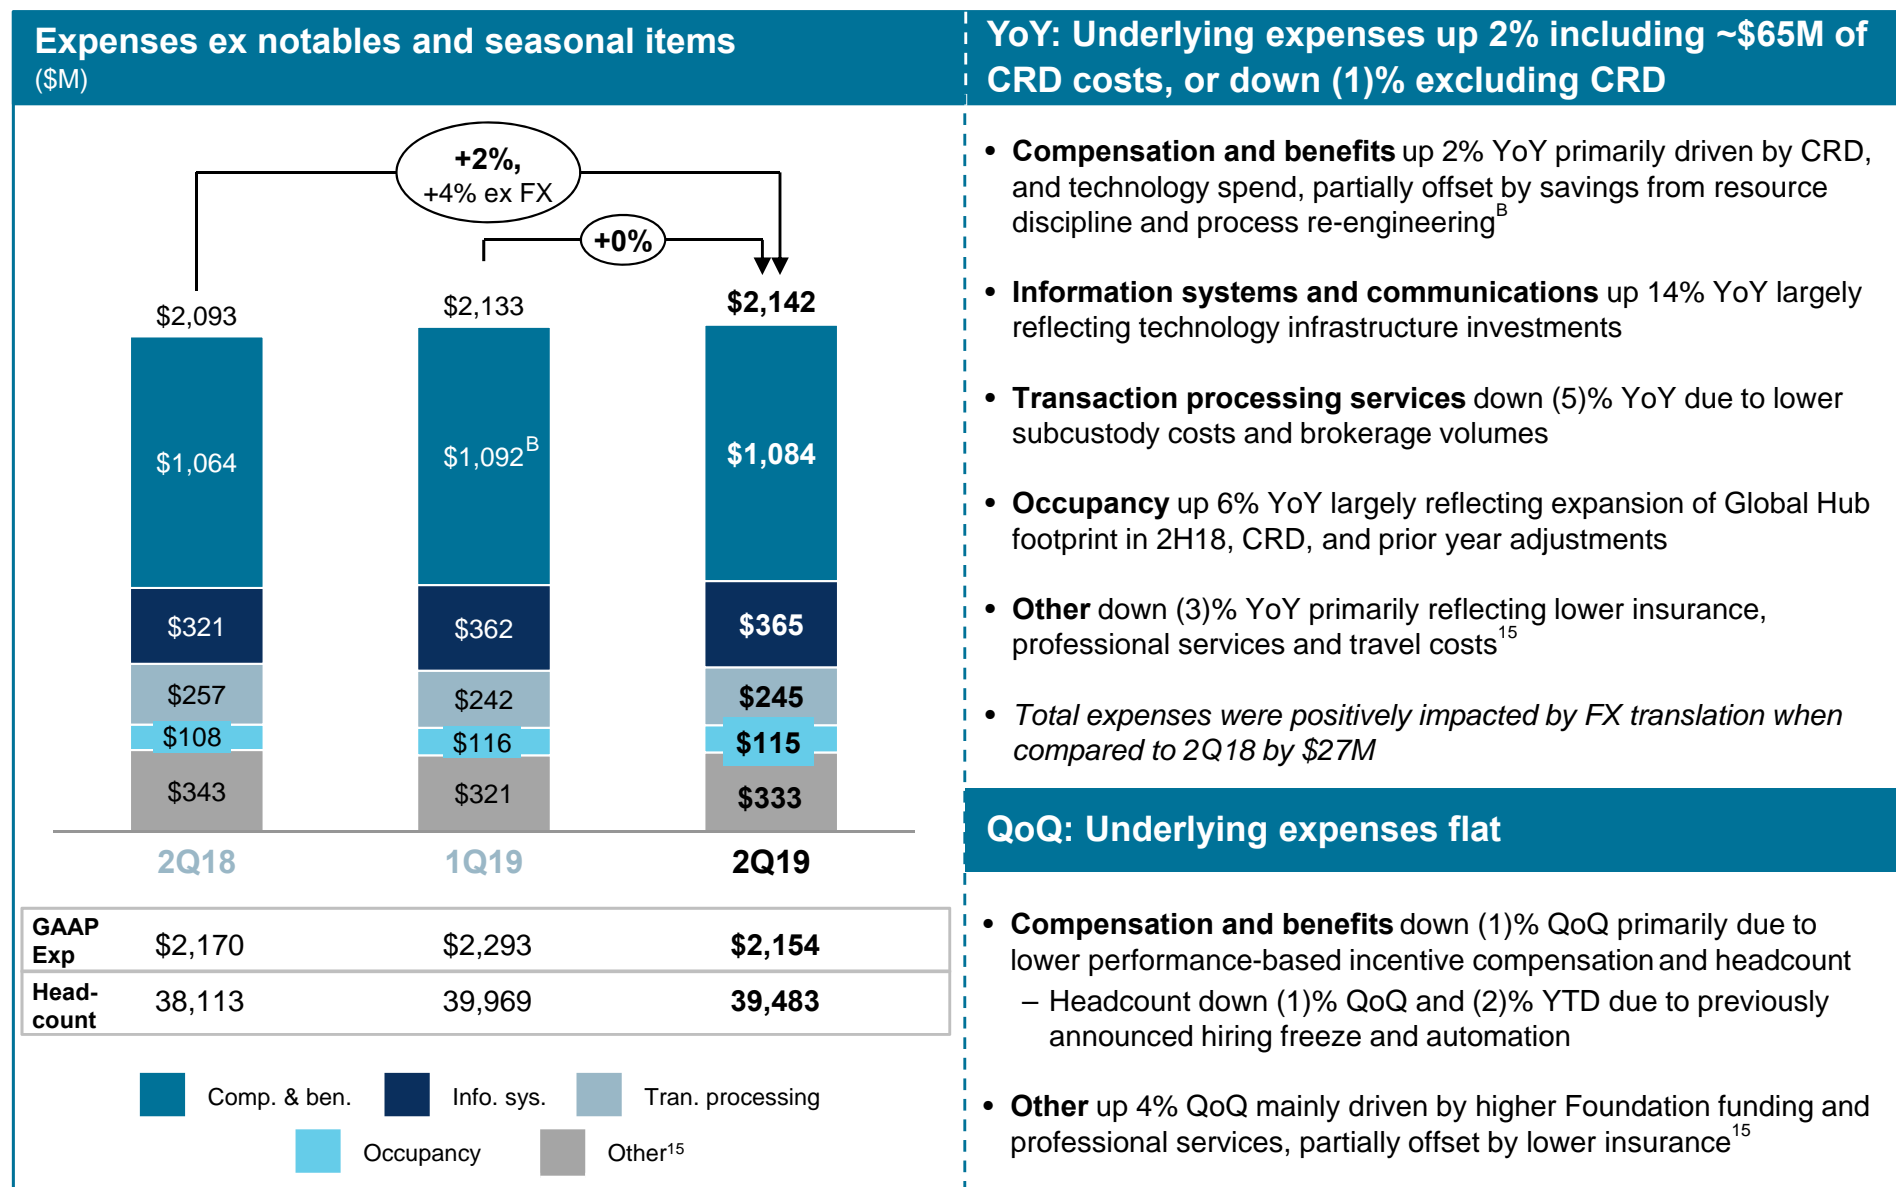 Expenses ex notables and seasonal items
($M)
+2%,
+4% ex FX
+0%
$2,093
$2,133
$2,142
$1,064
$1,092B
$1,084
$321
$362
$365
$257
$242
$245
$108
$116
$115
$343
$321
$333
2Q18
1Q19
2Q19
GAAP
Exp
$2,170
$2,293
$2,154
Head-
count
38,113
39,969
39,483
Comp. & ben.
Info. sys.
Tran. processing
Occupancy
Other15
YoY: Underlying expenses up 2% including ~$65M of
CRD costs, or down (1)% excluding CRD
• Compensation and benefits up 2% YoY primarily driven by CRD,
and technology spend, partially offset by savings from resource
discipline and process re-engineeringB
• Information systems and communications up 14% YoY largely
reflecting technology infrastructure investments
• Transaction processing services down (5)% YoY due to lower
subcustody costs and brokerage volumes
• Occupancy up 6% YoY largely reflecting expansion of Global Hub
footprint in 2H18, CRD, and prior year adjustments
• Other down (3)% YoY primarily reflecting lower insurance,
professional services and travel costs15
• Total expenses were positively impacted by FX translation when
compared to 2Q18 by $27M
QoQ: Underlying expenses flat
• Compensation and benefits down (1)% QoQ primarily due to
lower performance-based incentive compensation and headcount
– Headcount down (1)% QoQ and (2)% YTD due to previously
announced hiring freeze and automation
• Other up 4% QoQ mainly driven by higher Foundation funding and
professional services, partially offset by lower insurance15